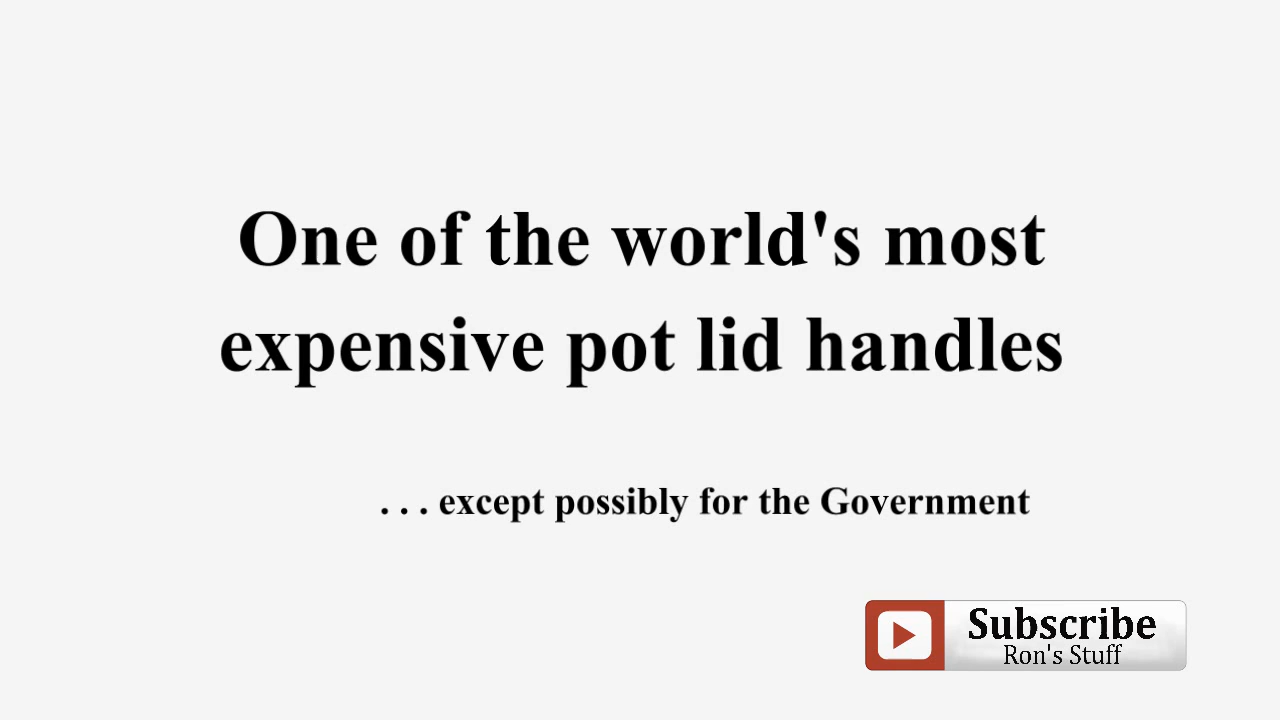 One of the world's most
expensive pot lid handles
. . . except possibly for the Government
Subscribe
Ron's Stuff